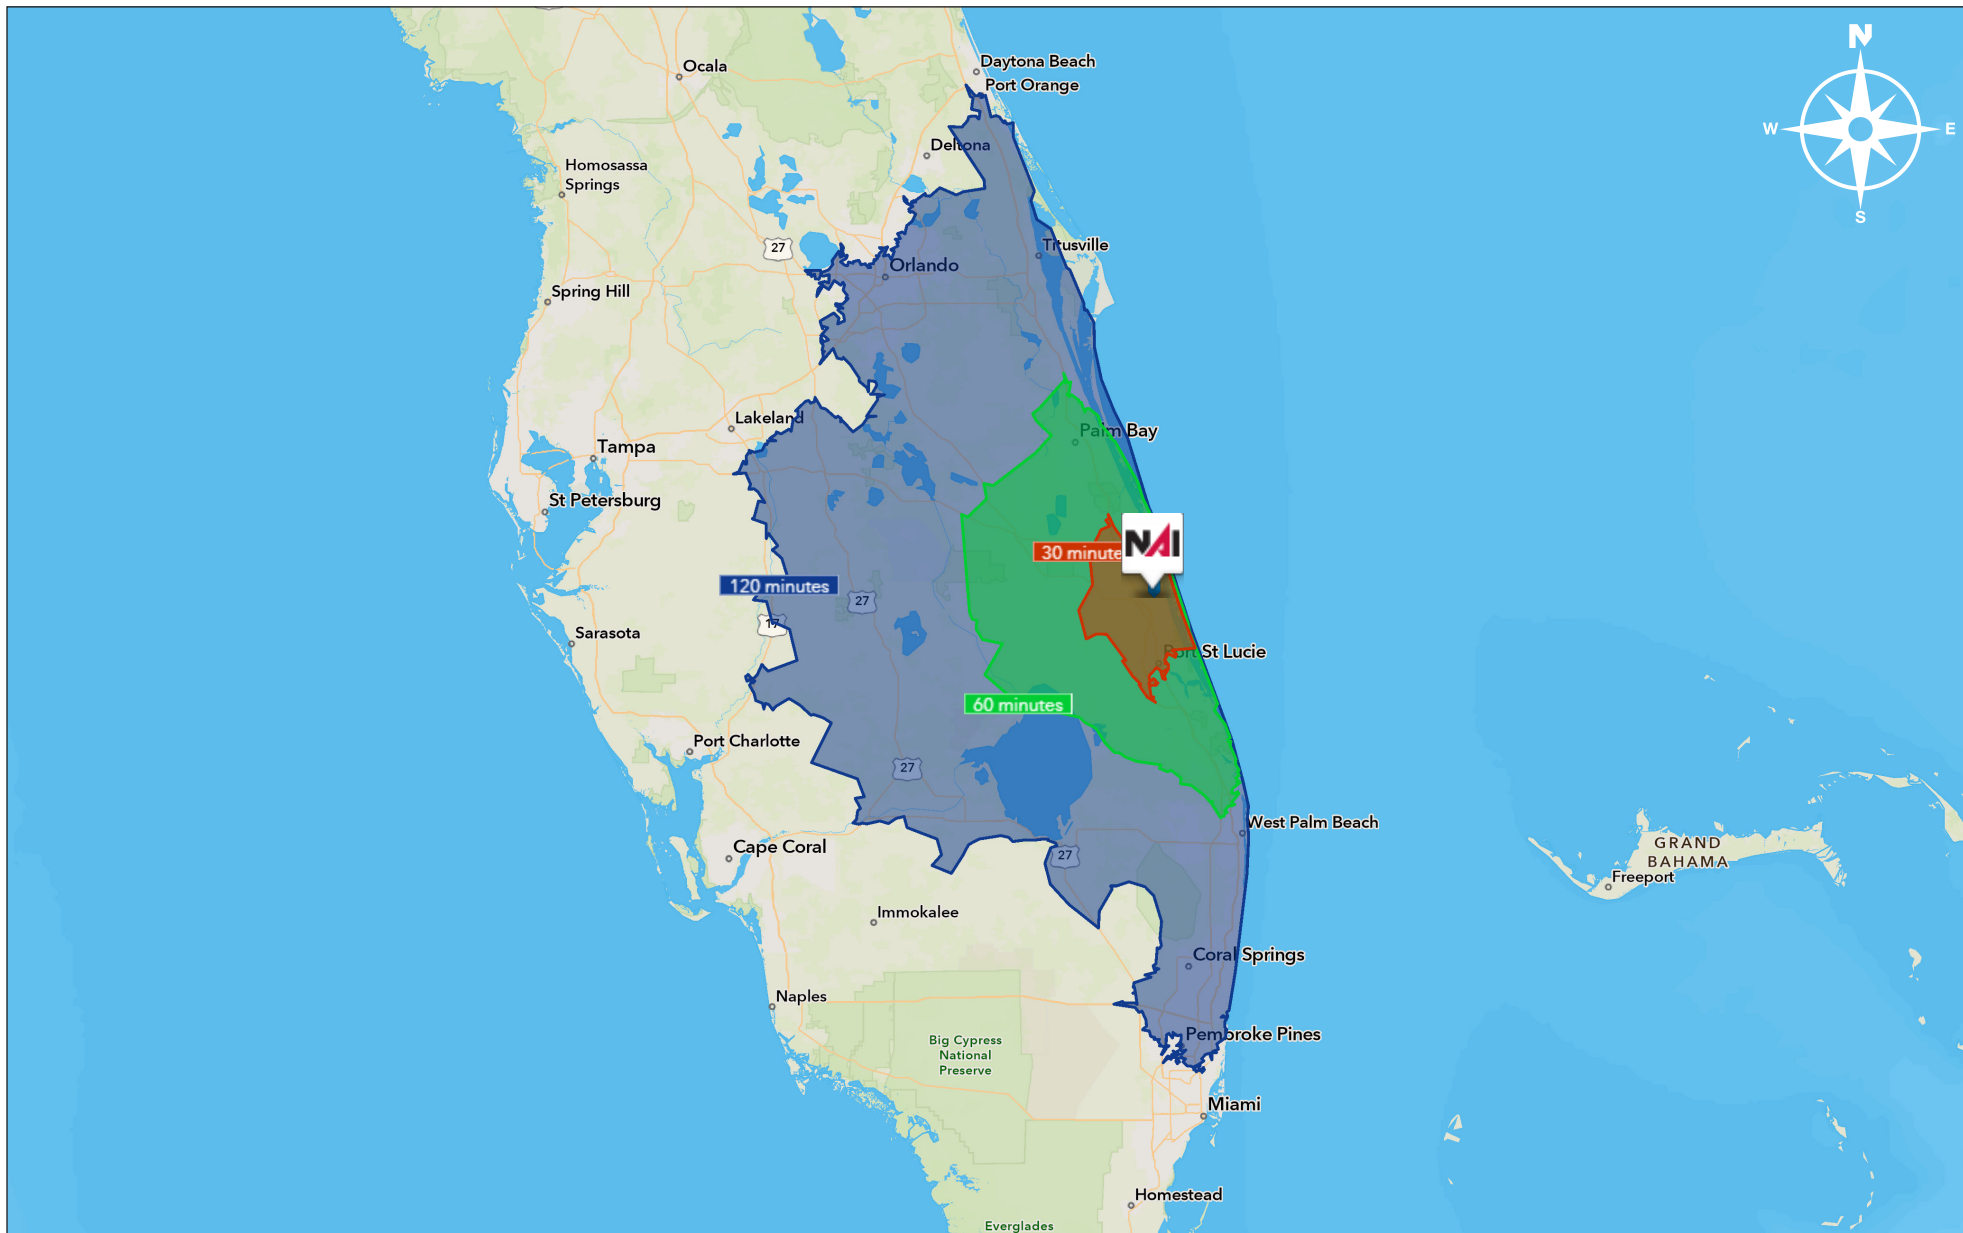 N
Ocala
Daytona Beach
Port Orange
W
E
Deltona
Homosassa
Springs
S
27
Titusville
Orlando
Spring Hill
Lakeland
Palm Bay
Tampa
St Petersburg
NAI
30 minute
120 minutes
27
17
Sarasota
Port St Lucie
60 minutes
Port Charlotte
27
West Palm Beach
Cape Coral
27
GRAND
BAHAMA
Freeport
Immokalee
Coral Springs
Naples
Pembroke Pines
Big Cypress
National
Preserve
Miami
Homestead
Everglades